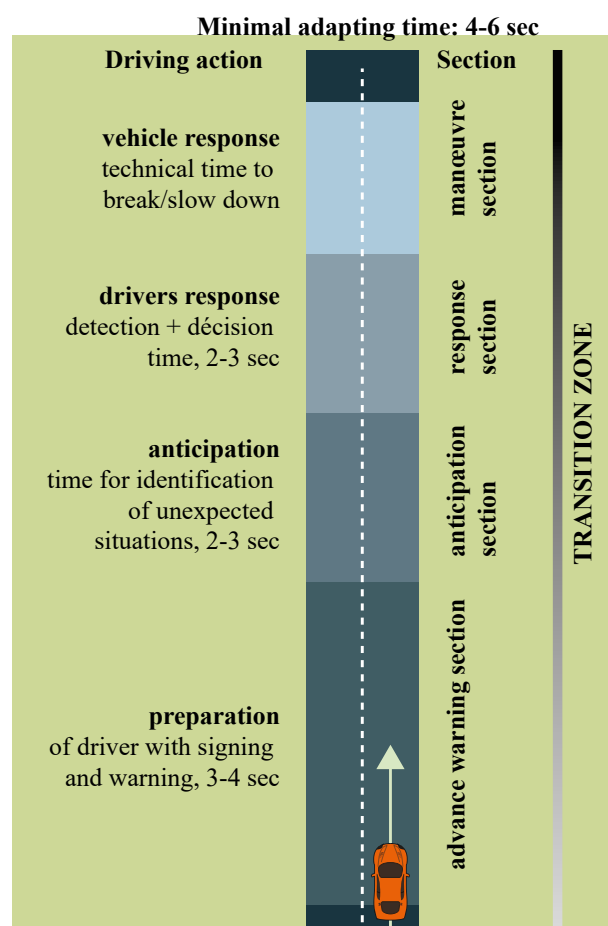 Minimal adapting time: 4-6 sec
Driving action
Section
vehicle response
technical time to
break/slow down
manœuvre
section
drivers response
detection + décision
time, 2-3 sec
response
section
anticipation
time for identification
of unexpected
situations, 2-3 sec
anticipation
section
preparation
of driver with signing
and warning, 3-4 sec
advance warning section
TRANSITION ZONE